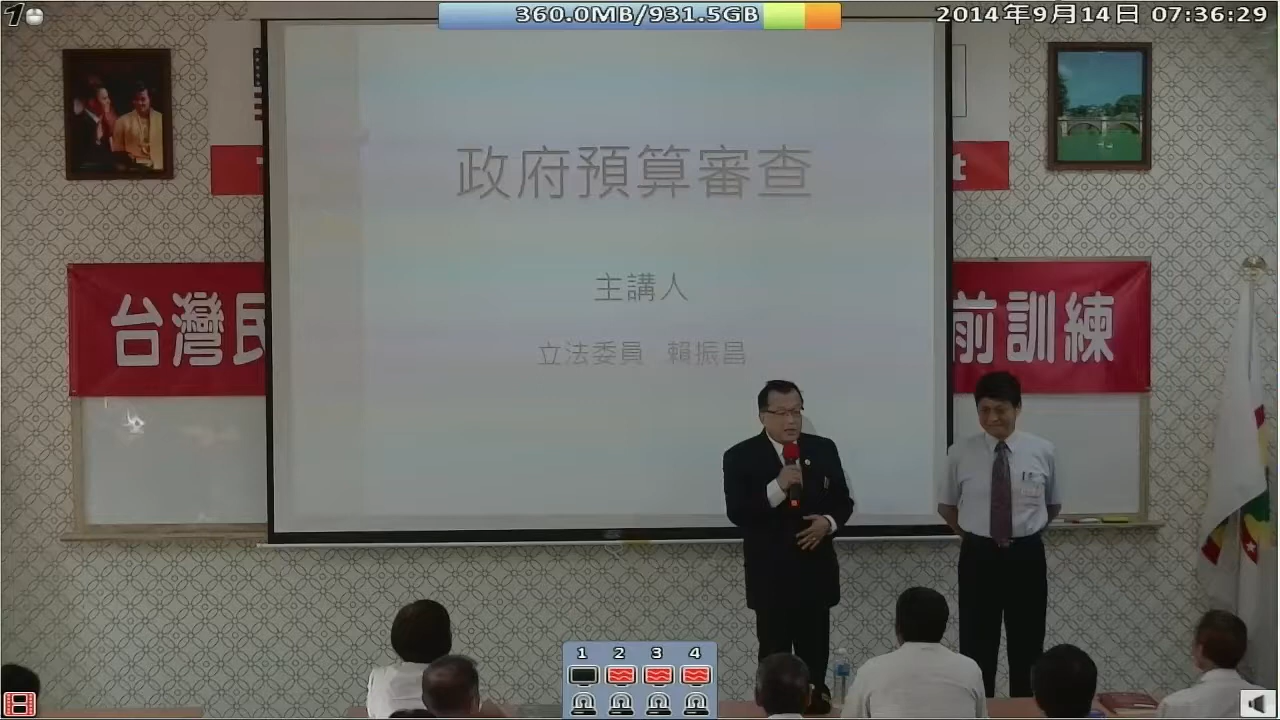 1
360.0MB/931.5GB
2014年9月14日 07:36:29
政府預算審查
t
主講人
台灣民
前訓練
立法委員 賴振昌
1 2 3 4